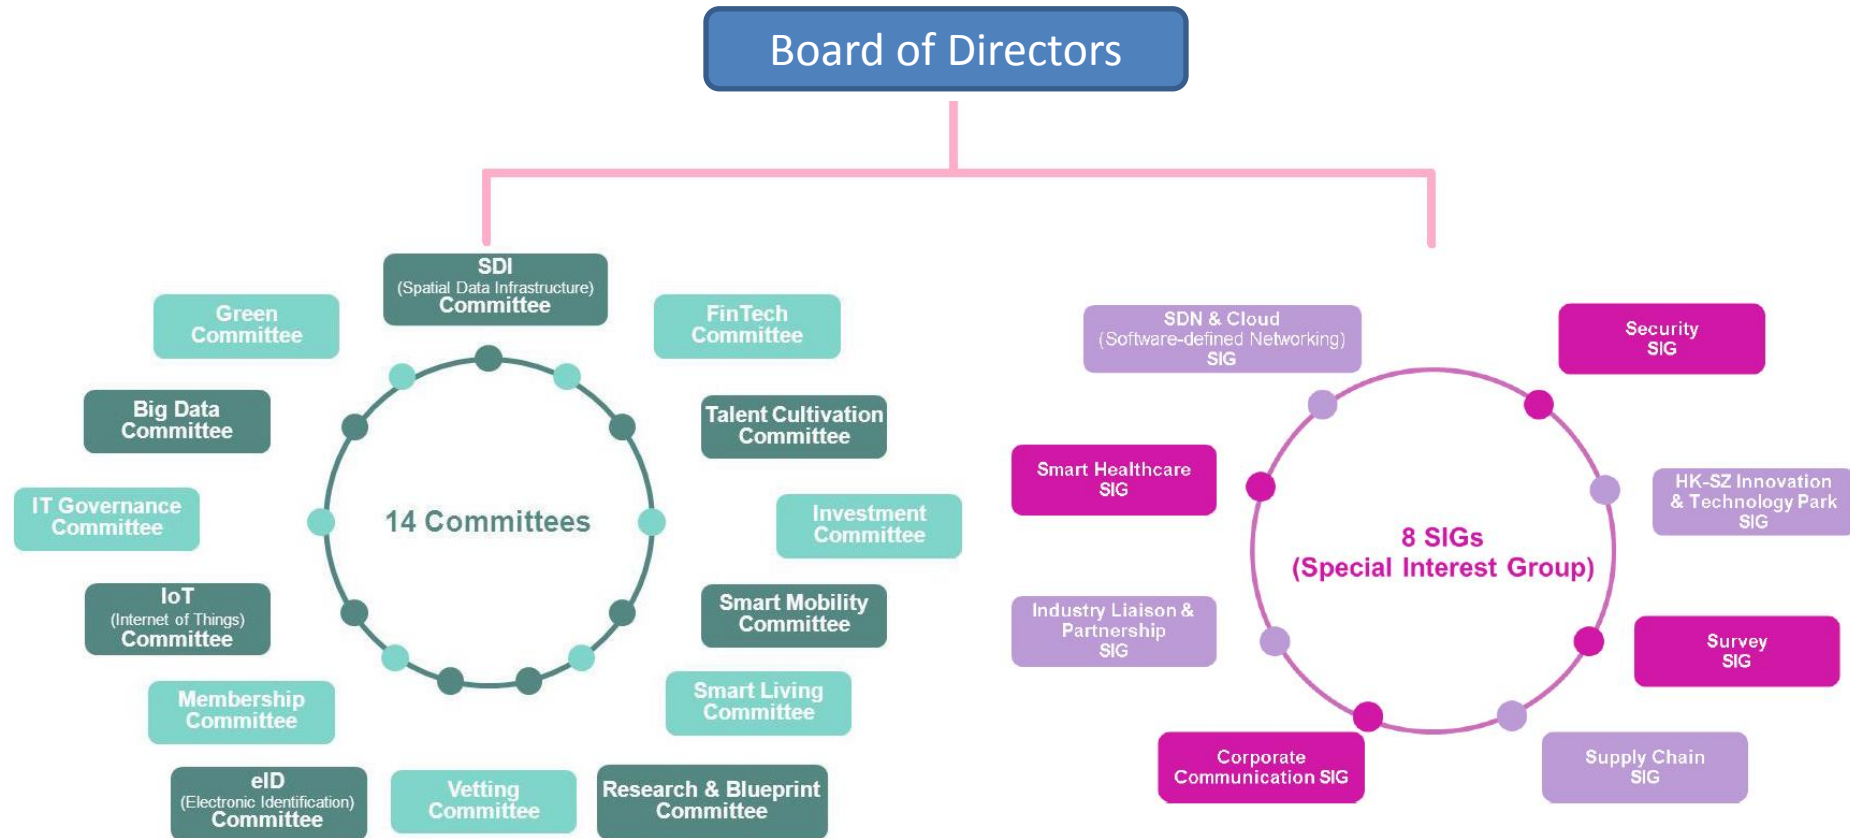 Board of Directors
SDI
(Spatial Data Infrastructure)
Committee
Green
Committee
FinTech
Committee
Big Data
Committee
Talent Cultivation
Committee
IT Governance
Committee
14 Committees
Investment
Committee
IoT
(Internet of Things)
Committee
Smart Mobility
Committee
Membership
Committee
Smart Living
Committee
eID
(Electronic Identification)
Committee
Vetting
Committee
Research & Blueprint
Committee
SDN & Cloud
(Software-defined Networking)
SIG
Security
SIG
Smart Healthcare
SIG
HK-SZ Innovation
& Technology Park
SIG
8 SIGs
(Special Interest Group)
Industry Liaison &
Partnership
SIG
Survey
SIG
Corporate
Communication SIG
Supply Chain
SIG